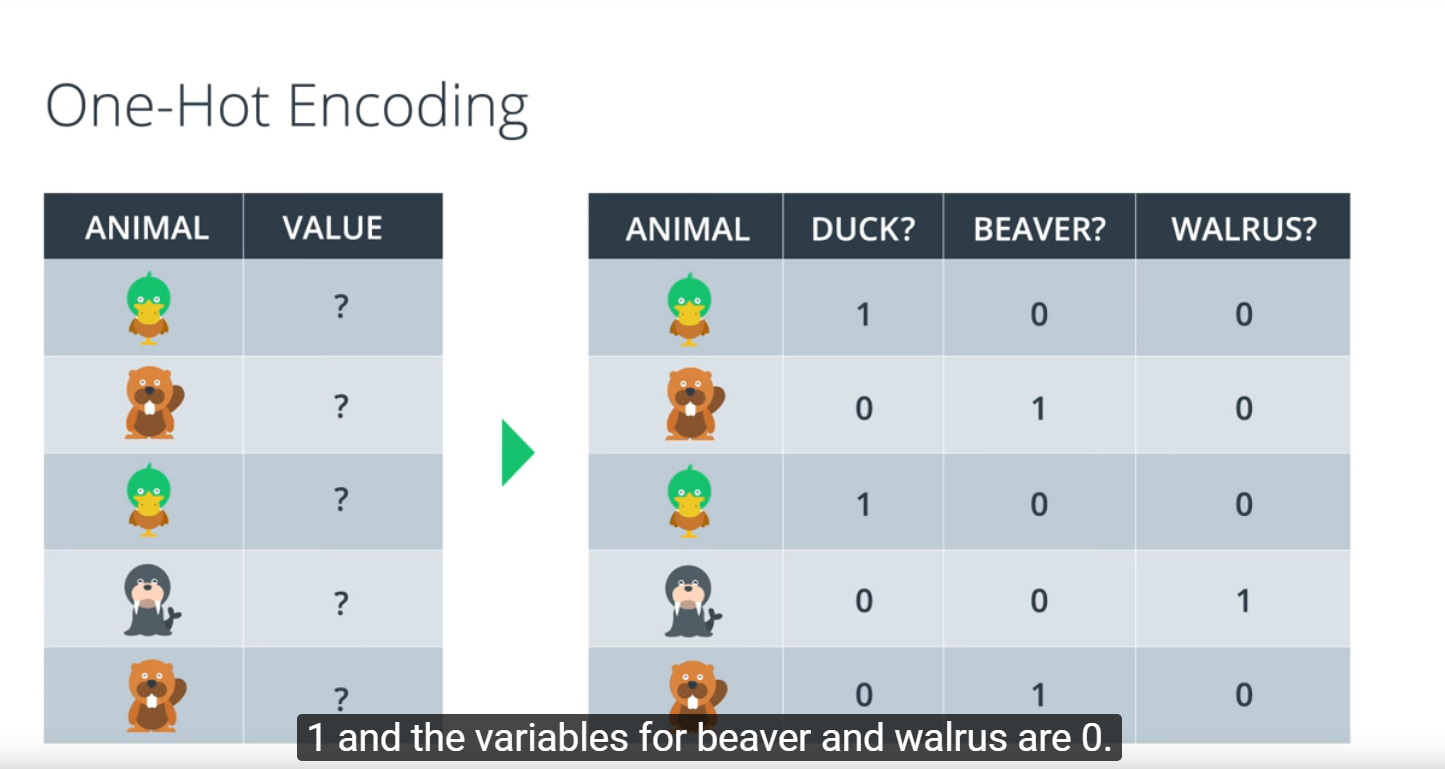 One-Hot Encoding
ANIMAL VALUE
?
?
?
?
?
ANIMAL DUCK? BEAVER? WALRUS?
1 0 0
0 1 0
1 0 0
0 0 1
0 1 0
1 and the variables for beaver and walrus are 0.